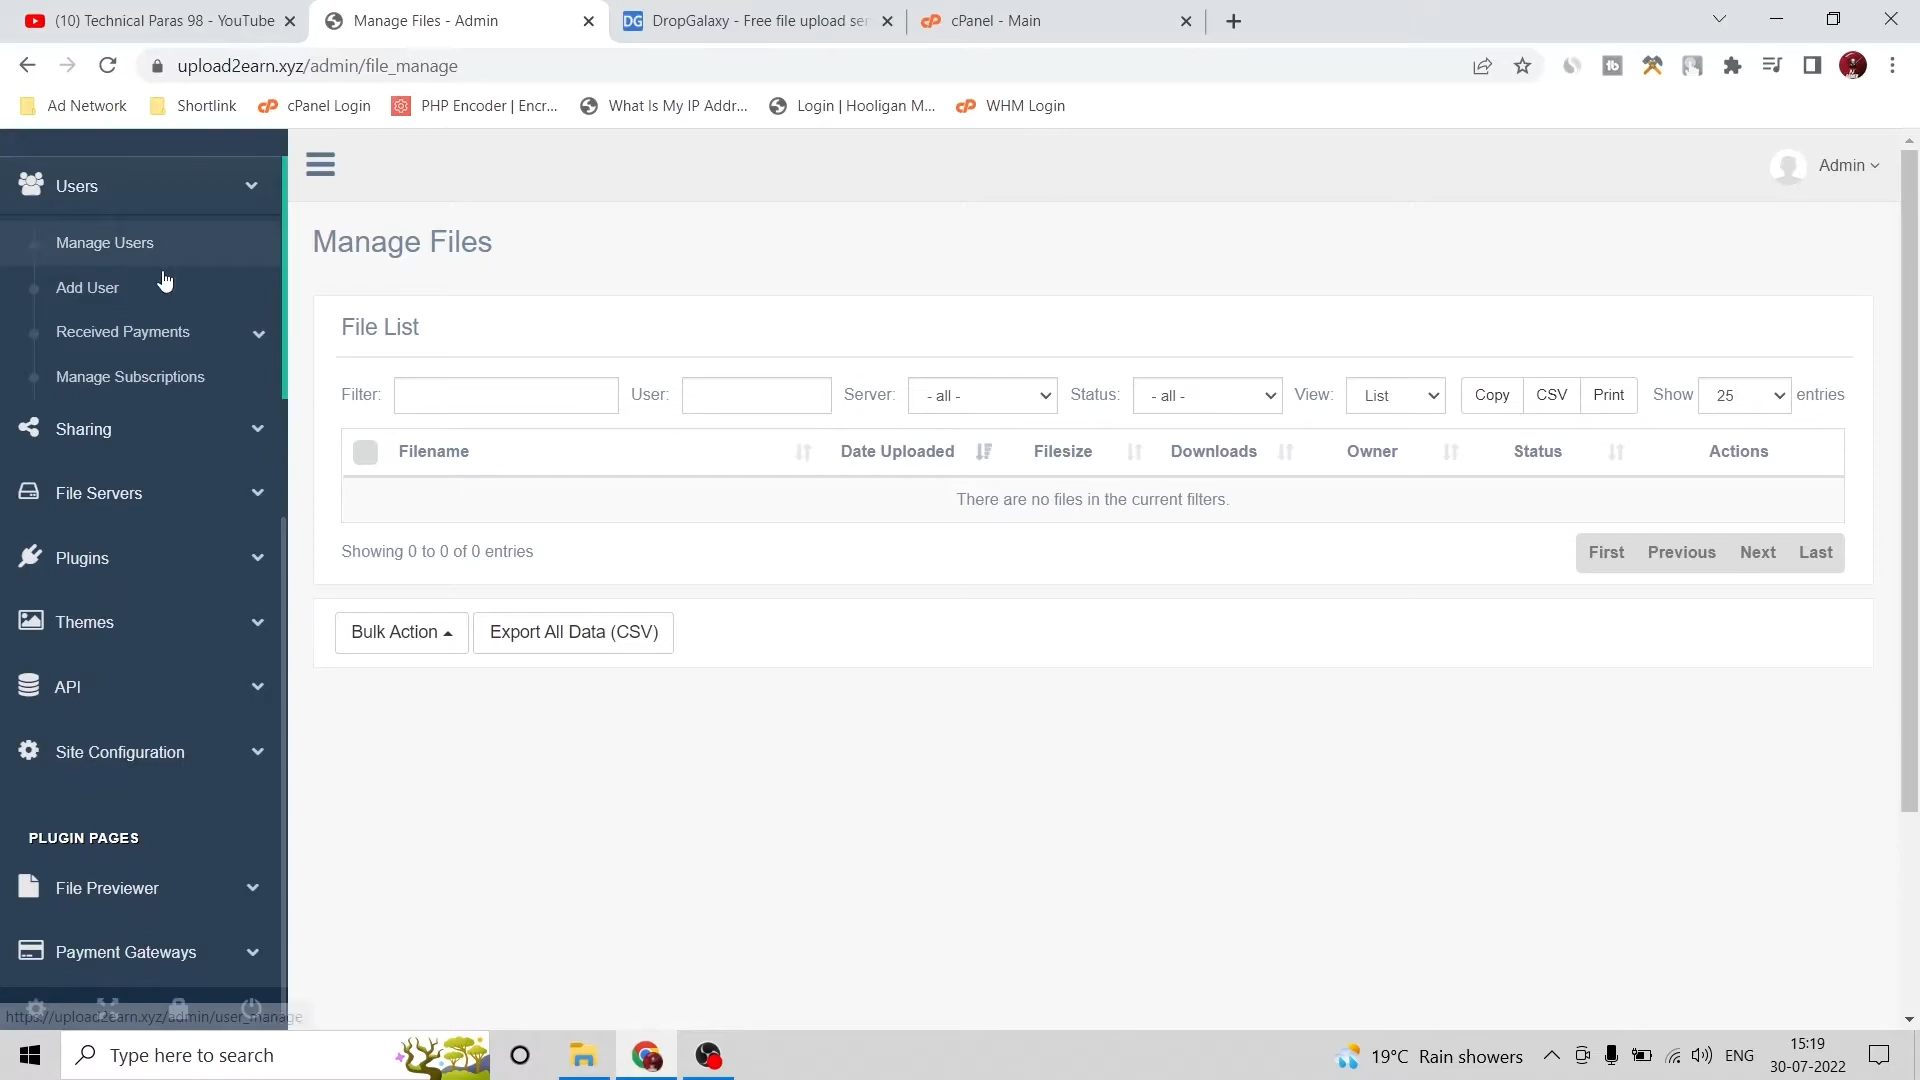 (10) Technical Paras 98 - YouTube
Manage Files - Admin
DropGalaxy - Free file upload ser
cPanel - Main
upload2earn.xyz/admin/file_manage
Ad Network
Shortlink
cPanel Login
PHP Encoder | Encr...
What Is My IP Addr...
Login | Hooligan M...
WHM Login
Users
Manage Users
Add User
Received Payments
Manage Subscriptions
Sharing
File Servers
Plugins
Themes
API
Site Configuration
PLUGIN PAGES
File Previewer
Payment Gateways
https://upload2earn.xyz/admin/user_manage
Admin
Manage Files
File List
Filter: User: Server: - all - Status: - all - View: List Copy CSV Print Show 25 entries
Filename Date Uploaded Filesize Downloads Owner Status Actions
There are no files in the current filters.
Showing 0 to 0 of 0 entries
First Previous Next Last
Bulk Action Export All Data (CSV)
Type here to search
19°C Rain showers
ENG
15:19
30-07-2022